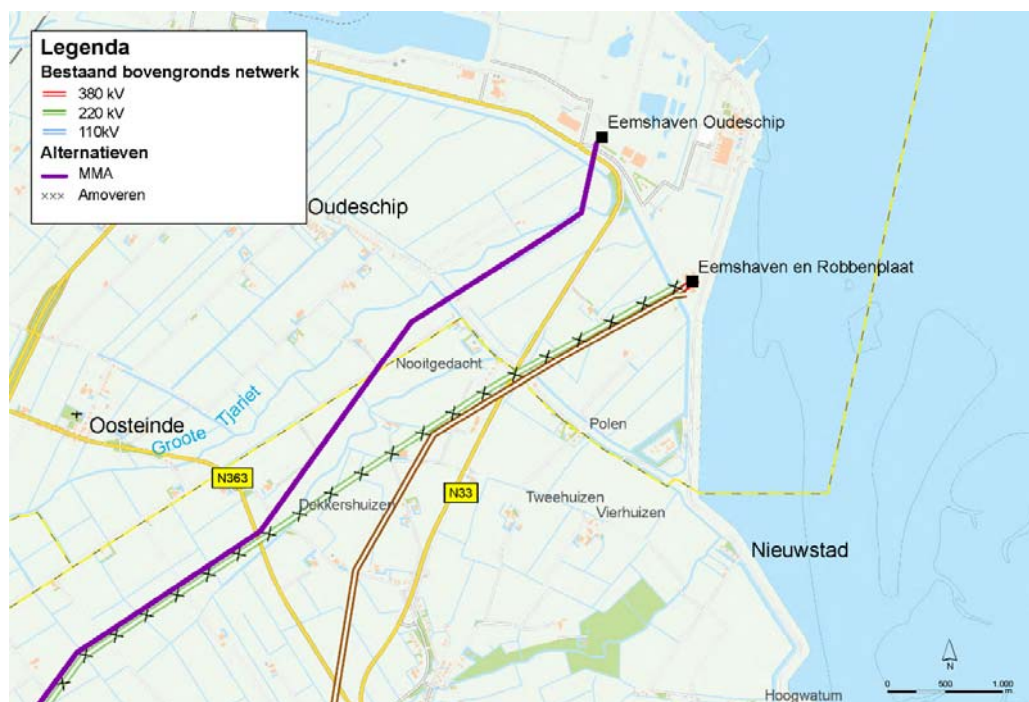 Legenda
Bestaand bovengronds netwerk
380 kV
220 kV
110kV
Alternatieven
MMA
xxx Amoveren
Eemshaven Oudeschip
Oudeschip
Eemshaven en Robbenplaat
Nooitgedacht
Groote Tjariet
Oosteinde
Polen
N363
N33
Dekkershuizen
Tweehuizen
Vierhuizen
Nieuwstad
N
Hoogwatum
0 500 1.000
m